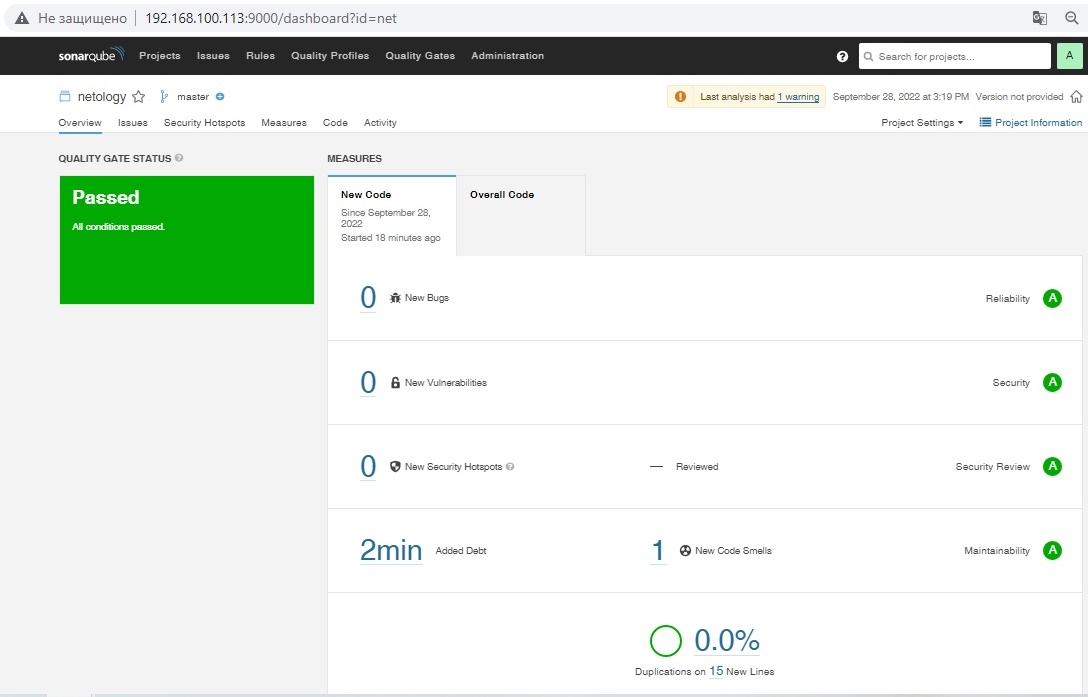 Не защищено 192.168.100.113:9000/dashboard?id=net
sonarqube Projects Issues Rules Quality Profiles Quality Gates Administration ? Search for projects... A
netology master Last analysis had 1 warning September 28, 2022 at 3:19 PM Version not provided
Overview Issues Security Hotspots Measures Code Activity Project Settings Project Information
QUALITY GATE STATUS ? MEASURES
Passed
All conditions passed.
New Code
Since September 28,
2022
Started 18 minutes ago
Overall Code
0 New Bugs Reliability A
0 New Vulnerabilities Security A
0 New Security Hotspots ? — Reviewed Security Review A
2min Added Debt 1 New Code Smells Maintainability A
0.0%
Duplications on 15 New Lines